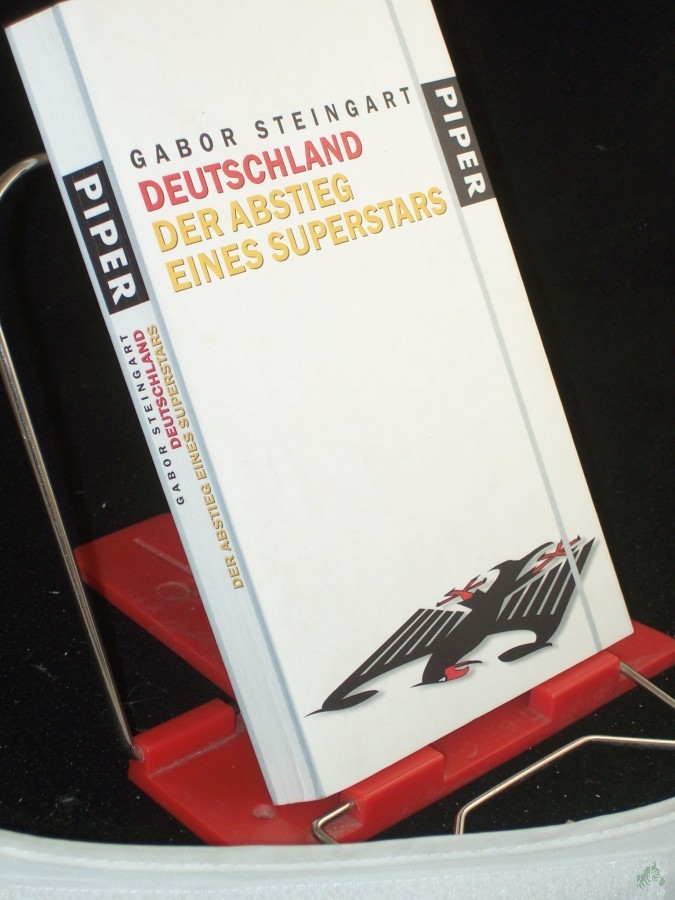 GABOR STEINGART
DEUTSCHLAND
DER ABSTIEG
EINES SUPERSTARS
PIPER
PIPER
GABOR STEINGART
DEUTSCHLAND
DER ABSTIEG EINES SUPERSTARS